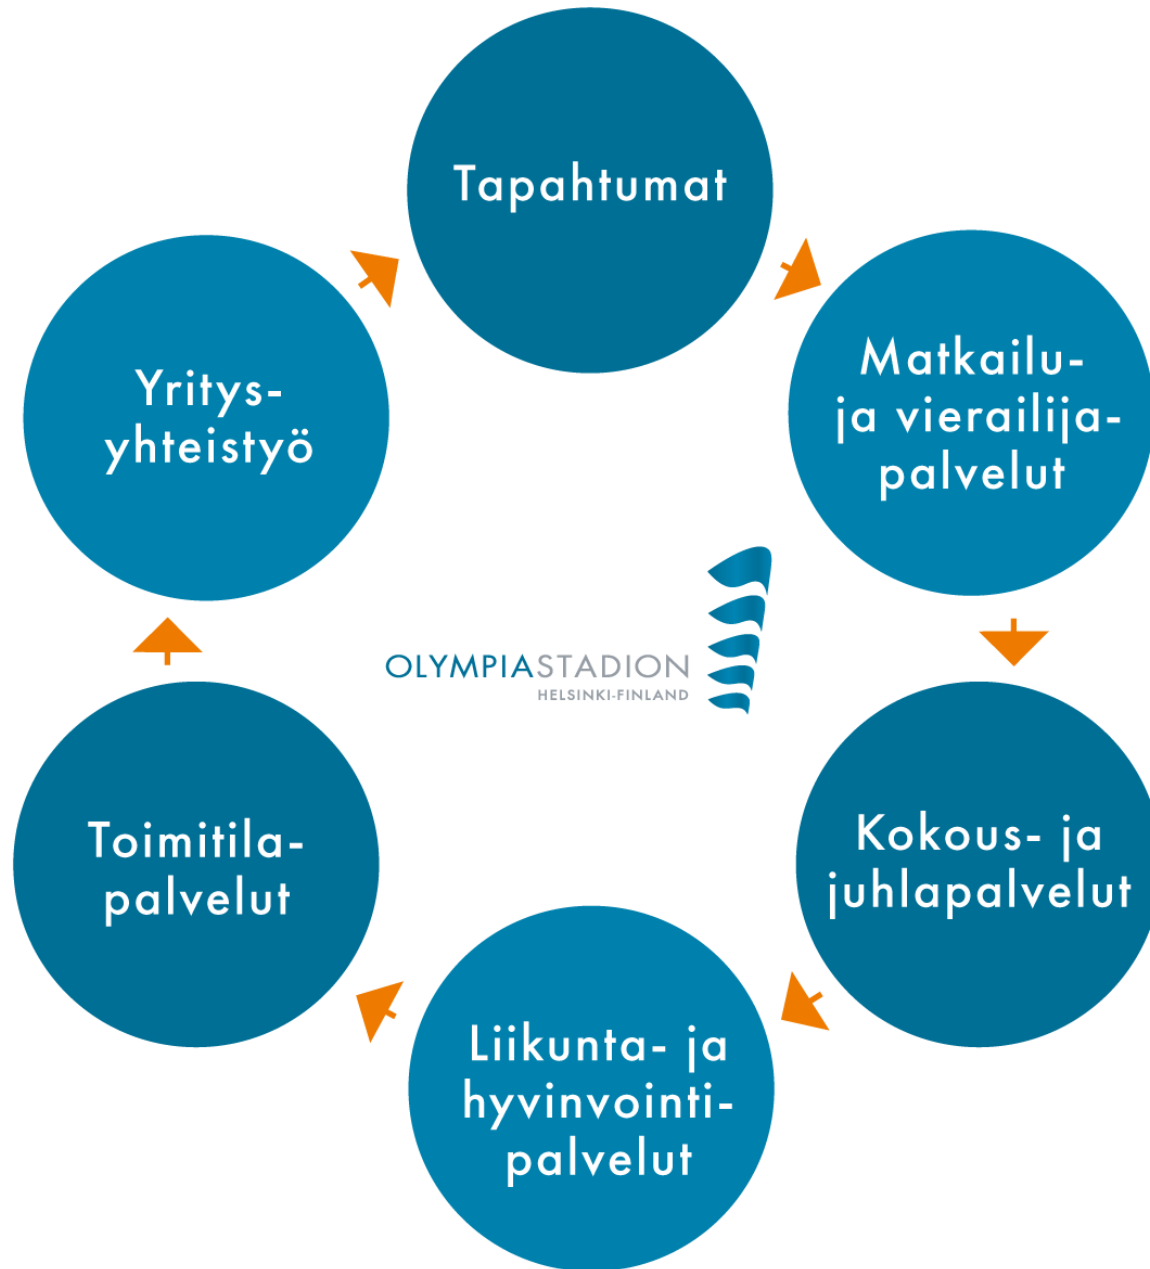 Tapahtumat
Matkailu-
ja vierailija-
palvelut
Kokous- ja
juhlapalvelut
Liikunta- ja
hyvinvointi-
palvelut
Toimitila-
palvelut
Yritys-
yhteistyö
OLYMPIASTADION
HELSINKI-FINLAND